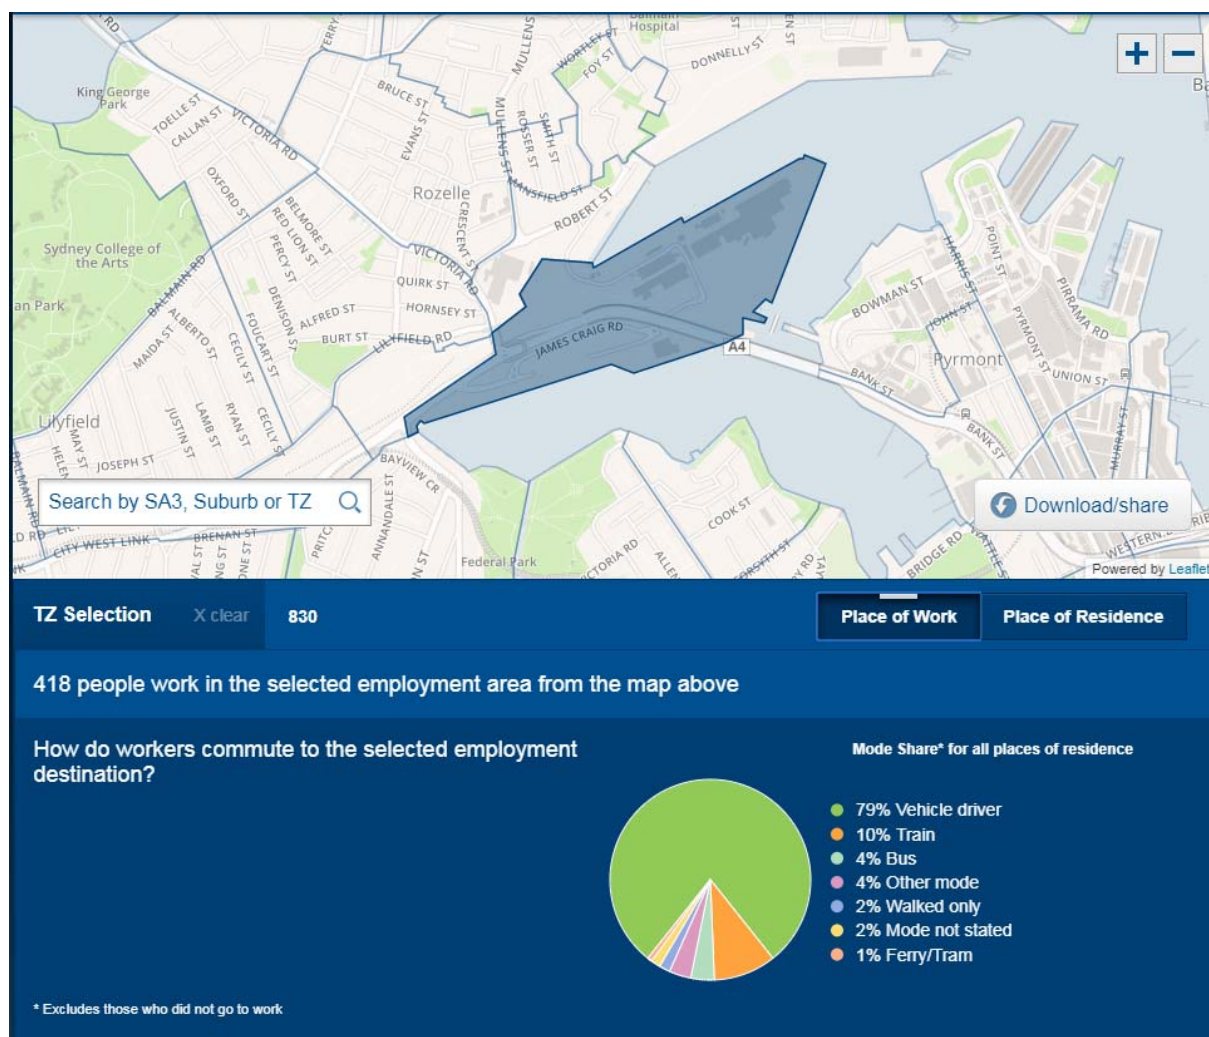 Hospital
DONNELLY ST
WORTLEY ST
FOY ST
MULLENS
King George
Park
TOELLE ST
CALLAN ST
VICTORIA RD
BRUCE ST
EVANS ST
MULLENS ST
ROSSER ST
SMITH ST
MANSFIELD ST
Rozelle
ROBERT ST
CRESCENT ST
OXFORD ST
BELMORE ST
RED LION ST
PERCY ST
Sydney College of
the Arts
BALMAIN RD
VICTORIA RD
QUIRK ST
HORNSEY ST
DENISON ST
ALFRED ST
BURT ST
LILYFIELD RD
FOUCART ST
CECILY ST
ALBERTO ST
MAIDA ST
an Park
JAMES CRAIG RD
A4
BOWMAN ST
HARRIS ST
POINT ST
JOHN ST
PIRRAMA RD
PYRMONT ST
Pyrmont
UNION ST
BANK ST
BANK ST
MURRAY ST
Lilyfield
MAY ST
HELEN
JOSEPH ST
JUSTIN ST
LAMB ST
RYAN ST
CECILY ST
BALMAIN RD
BAYVIEW CR
ANNANDALE ST
Search by SA3, Suburb or TZ
Download/share
COOK ST
BRENAN ST
CITY WEST LINK
Federal Park
FORSYTH ST
BRIDGE RD
WATTLE ST
WESTERN
Powered by Leaflet
TZ Selection X clear 830 Place of Work Place of Residence
418 people work in the selected employment area from the map above
How do workers commute to the selected employment
destination?
Mode Share* for all places of residence
79% Vehicle driver
10% Train
4% Bus
4% Other mode
2% Walked only
2% Mode not stated
1% Ferry/Tram
* Excludes those who did not go to work